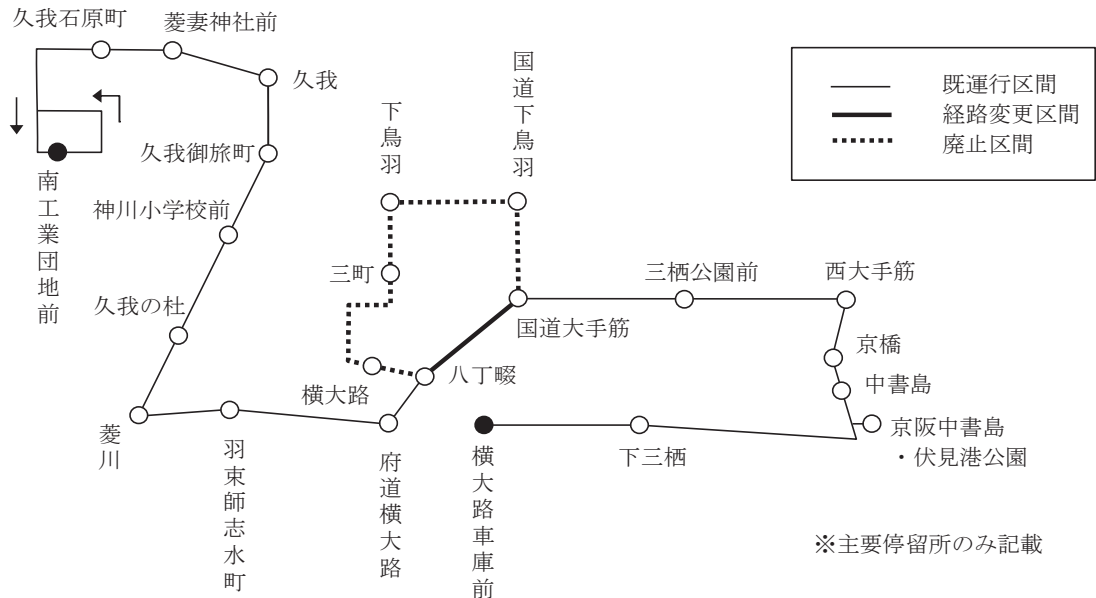 久我石原町
菱妻神社前
久我
久我御旅町
神川小学校前
久我の杜
南工業団地前
菱川
羽束師志水町
府道横大路
横大路
八丁畷
三町
下鳥羽
国道下鳥羽
国道大手筋
三栖公園前
西大手筋
京橋
中書島
京阪中書島
・伏見港公園
下三栖
横大路車庫前
既運行区間
経路変更区間
廃止区間
※主要停留所のみ記載